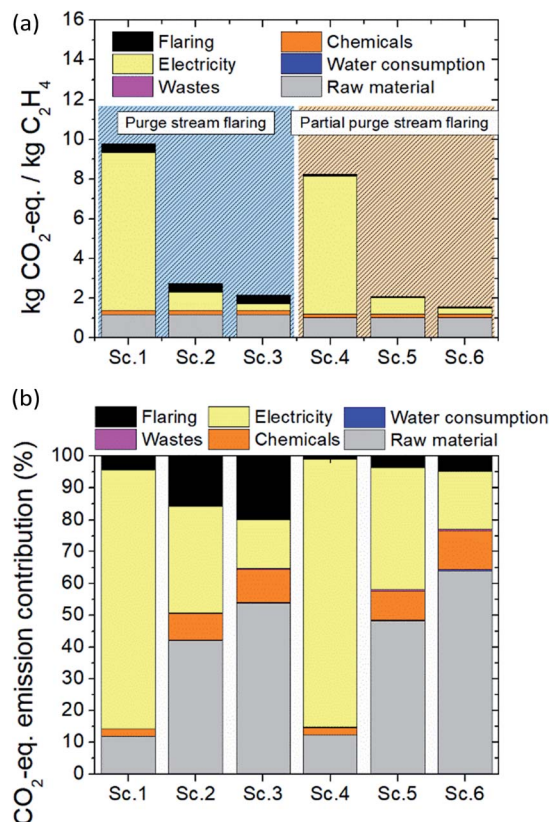 (a)
16
14
12
10
8
6
4
2
0
kg CO2-eq. / kg C2H4
Flaring Chemicals
Electricity Water consumption
Wastes Raw material
Purge stream flaring Partial purge stream flaring
Sc.1 Sc.2 Sc.3 Sc.4 Sc.5 Sc.6
(b)
Flaring Electricity Water consumption
Wastes Chemicals Raw material
100
90
80
70
60
50
40
30
20
10
0
CO2-eq. emission contribution (%)
Sc.1 Sc.2 Sc.3 Sc.4 Sc.5 Sc.6